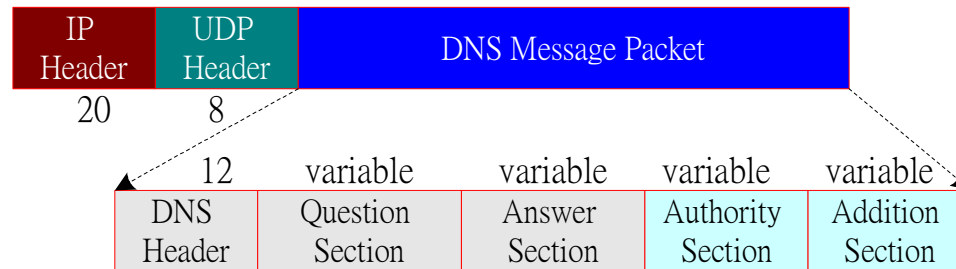 IP Header
UDP Header
DNS Message Packet
20
8
12
variable
variable
variable
variable
DNS Header
Question Section
Answer Section
Authority Section
Addition Section